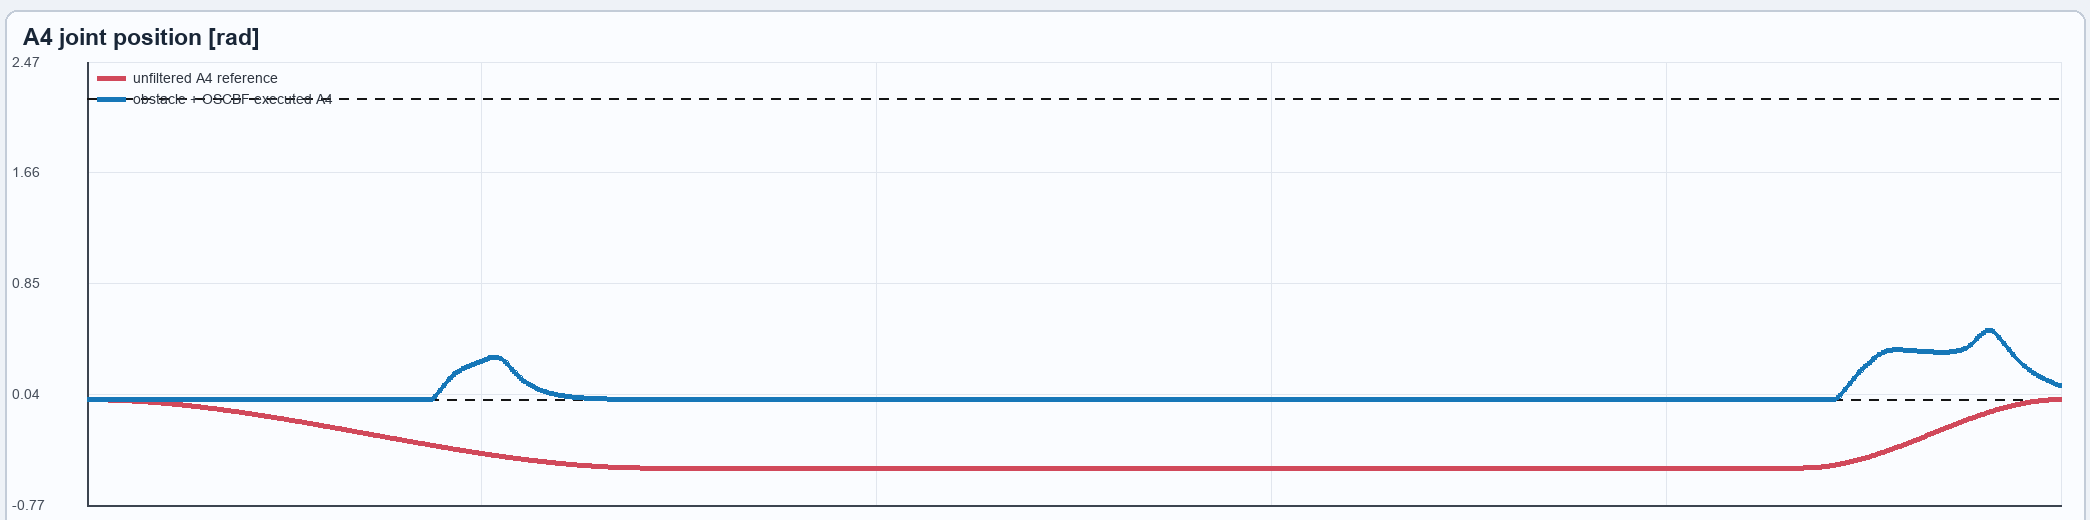 A4 joint position [rad]
2.47
unfiltered A4 reference
obstacle + OSCBF executed A4
1.66
0.85
0.04
-0.77